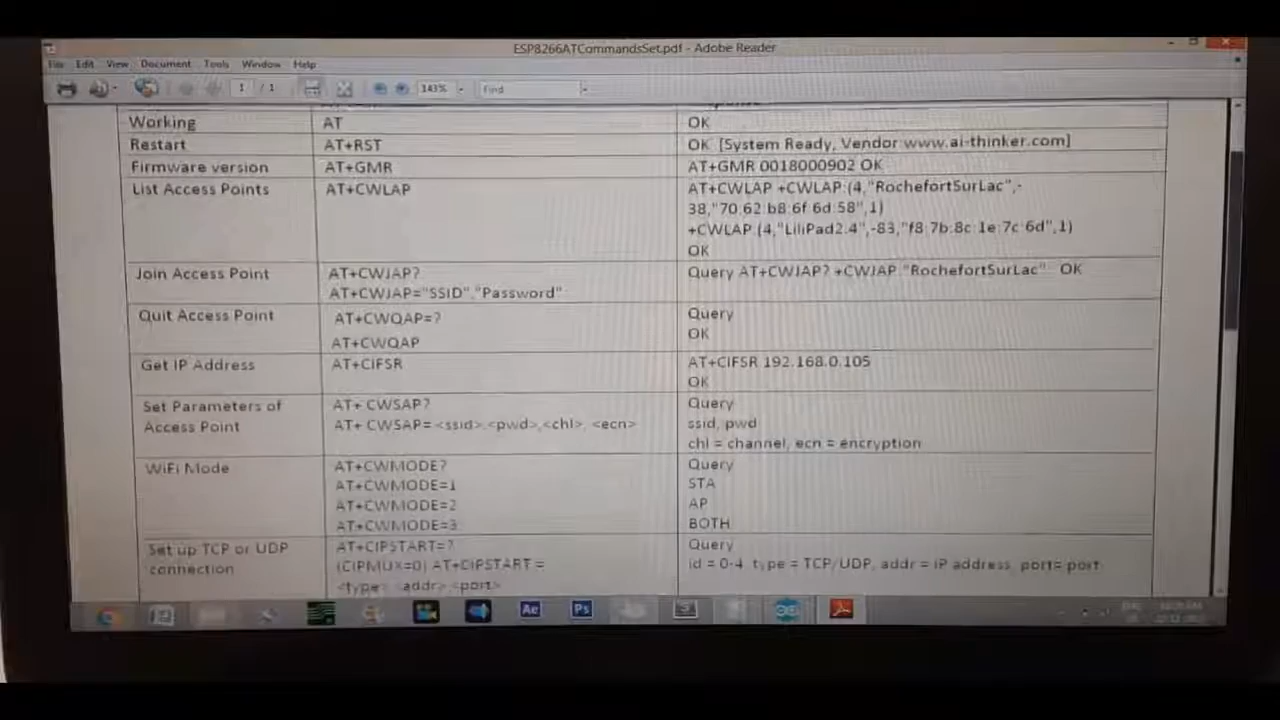 ESP8266ATCommandsSet.pdf - Adobe Reader
File Edit View Document Tools Window Help
1 / 1 143% Find
Working AT OK
Restart AT+RST OK [System Ready, Vendor:www.ai-thinker.com]
Firmware version AT+GMR AT+GMR 0018000902 OK
List Access Points AT+CWLAP AT+CWLAP +CWLAP:(4,"RochefortSurLac",-
38,"70:62:b8:6f:6d:58",1)
+CWLAP:(4,"LiliPad2.4",-83,"f8:7b:8c:1e:7c:6d",1)
OK
Join Access Point AT+CWJAP? Query AT+CWJAP? +CWJAP:"RochefortSurLac" OK
AT+CWJAP="SSID","Password"
Quit Access Point AT+CWQAP=? Query
AT+CWQAP OK
Get IP Address AT+CIFSR AT+CIFSR 192.168.0.105
OK
Set Parameters of AT+ CWSAP? Query
Access Point AT+ CWSAP= <ssid>,<pwd>,<chl>, <ecn> ssid, pwd
chl = channel, ecn = encryption
WiFi Mode AT+CWMODE? Query
AT+CWMODE=1 STA
AT+CWMODE=2 AP
AT+CWMODE=3 BOTH
Set up TCP or UDP AT+CIPSTART=? Query
connection (CIPMUX=0) AT+CIPSTART = id = 0-4, type = TCP/UDP, addr = IP address, port= port
<type>,<addr>,<port>
Ae Ps